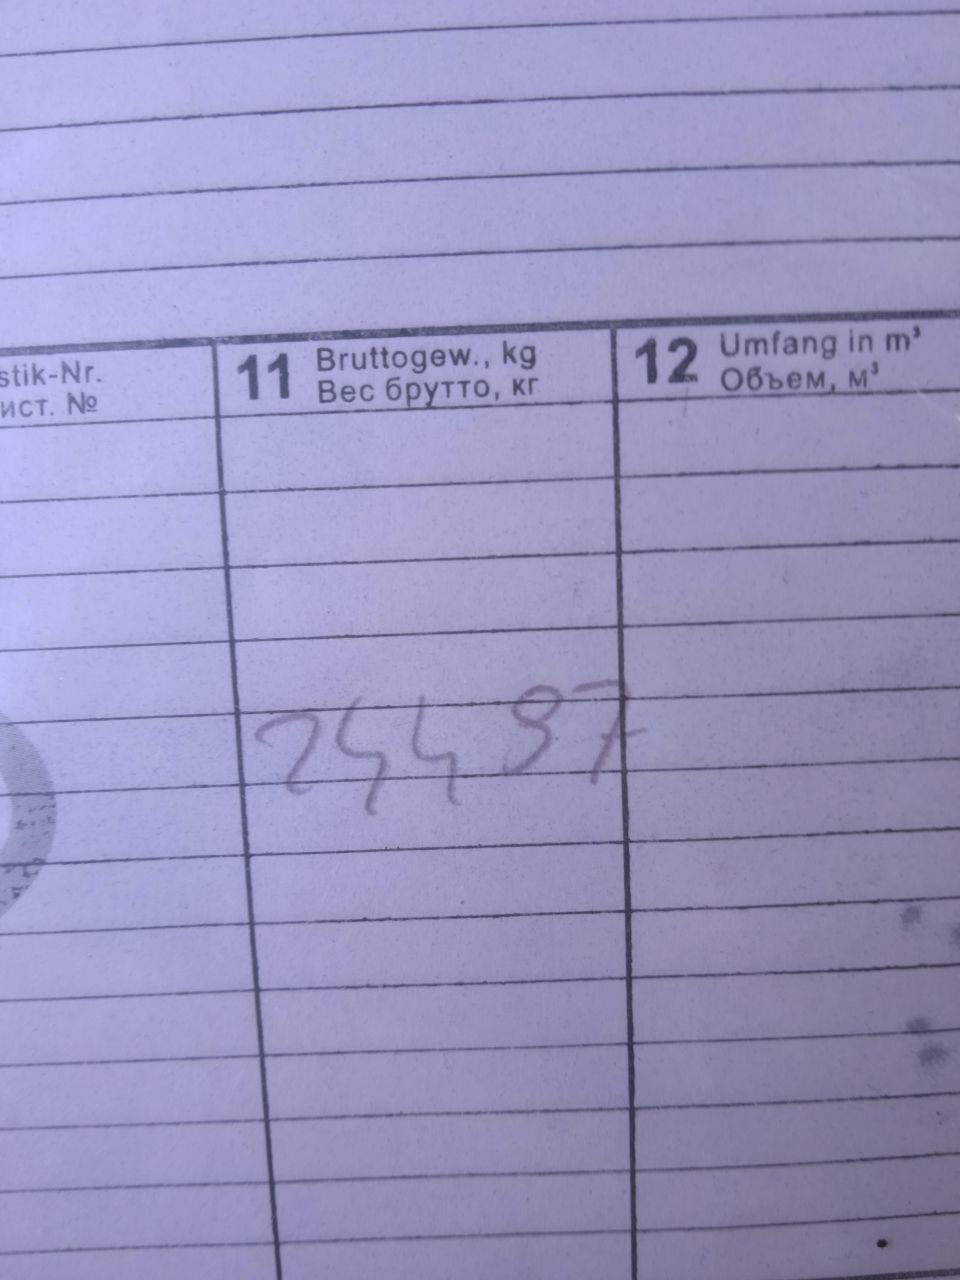 stik-Nr.
ист. №
11 Bruttogew., kg
Вес брутто, кг
12 Umfang in m³
Объем, м³
24497